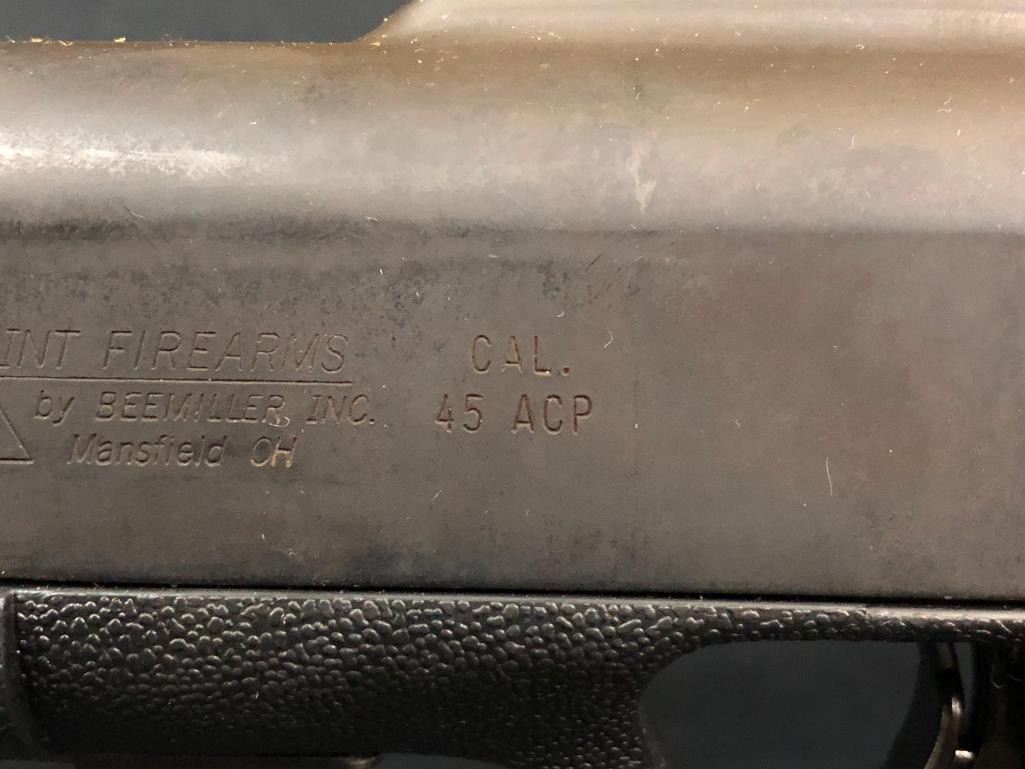 INT FIREARMS
by BEEMILLER, INC.
Mansfield OH
CAL.
45 ACP